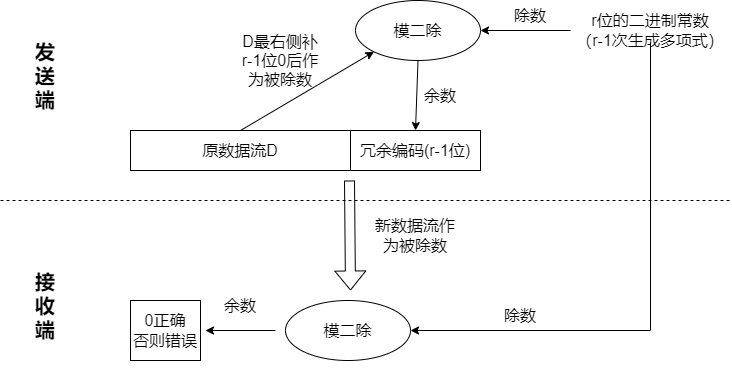 发送端
D最右侧补
r-1位0后作
为被除数
模二除
除数
r位的二进制常数
（r-1次生成多项式）
余数
原数据流D
冗余编码(r-1位)
新数据流作
为被除数
接收端
0正确
否则错误
余数
模二除
除数